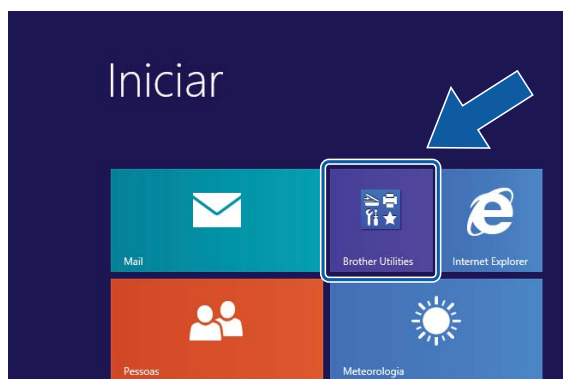 Iniciar
Mail
Brother Utilities
Internet Explorer
Pessoas
Meteorologia